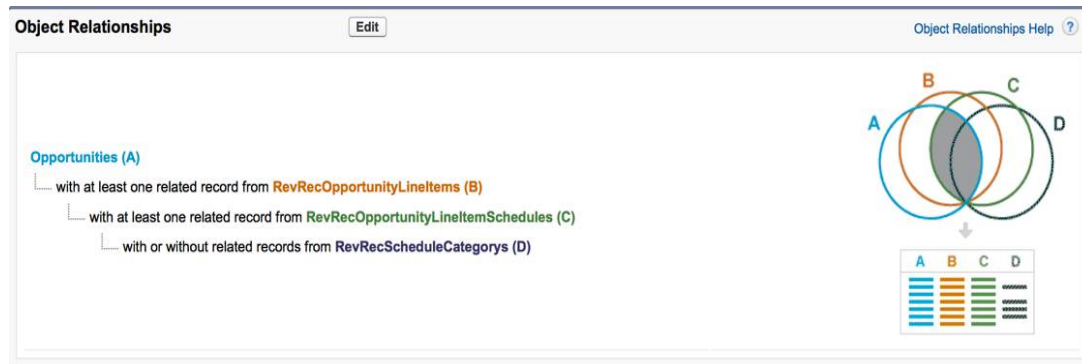 Object Relationships
Edit
Object Relationships Help ?
Opportunities (A)
with at least one related record from RevRecOpportunityLineItems (B)
with at least one related record from RevRecOpportunityLineItemSchedules (C)
with or without related records from RevRecScheduleCategorys (D)
B
C
A
D
A B C D